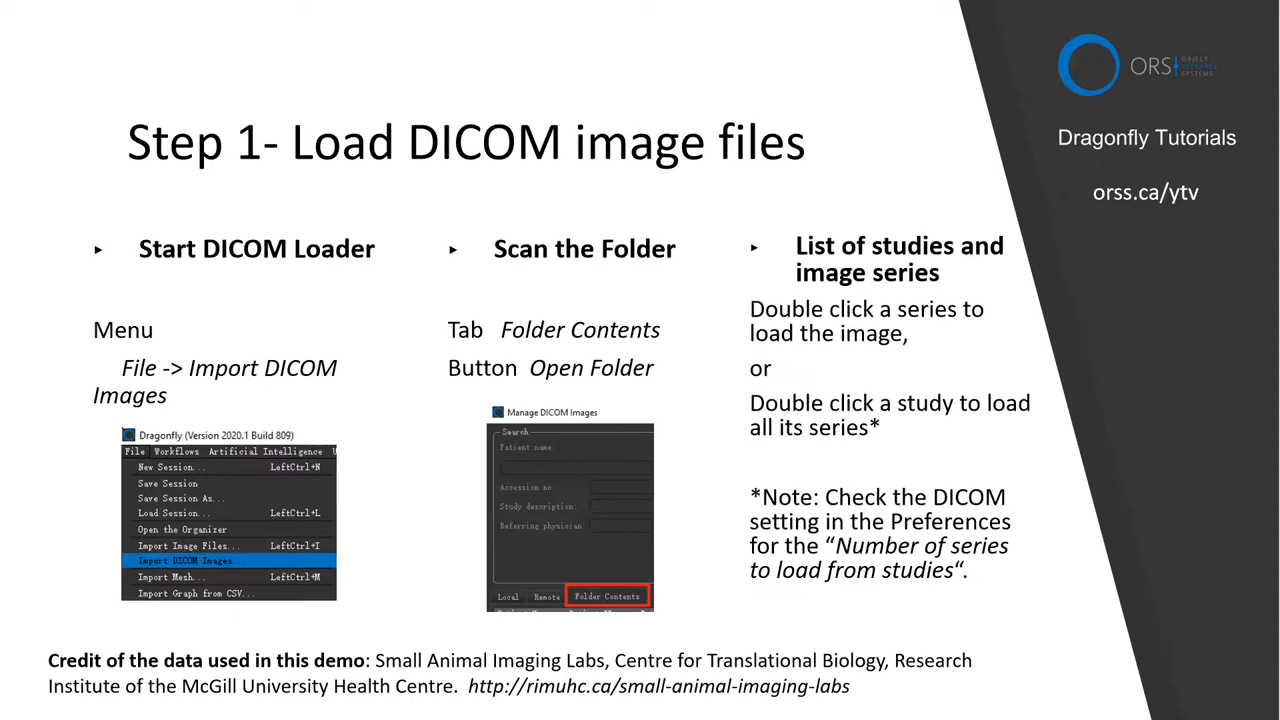 ORS
OBJECT
RESEARCH
SYSTEMS
Dragonfly Tutorials
orss.ca/ytv
Step 1- Load DICOM image files
Start DICOM Loader
Menu
File -> Import DICOM
Images
Dragonfly (Version 2020.1 Build 809)
File Workflows Artificial Intelligence
New Session... LeftCtrl+N
Save Session
Save Session As...
Load Session... LeftCtrl+L
Open the Organizer
Import Image Files... LeftCtrl+I
Import DICOM Images...
Import Mesh... LeftCtrl+M
Import Graph from CSV...
Scan the Folder
Tab Folder Contents
Button Open Folder
Manage DICOM Images
Search
Patient name:
Accession no:
Study description:
Referring physician:
Local Remote Folder Contents
List of studies and
image series
Double click a series to
load the image,
or
Double click a study to load
all its series*
*Note: Check the DICOM
setting in the Preferences
for the “Number of series
to load from studies“.
Credit of the data used in this demo: Small Animal Imaging Labs, Centre for Translational Biology, Research
Institute of the McGill University Health Centre. http://rimuhc.ca/small-animal-imaging-labs